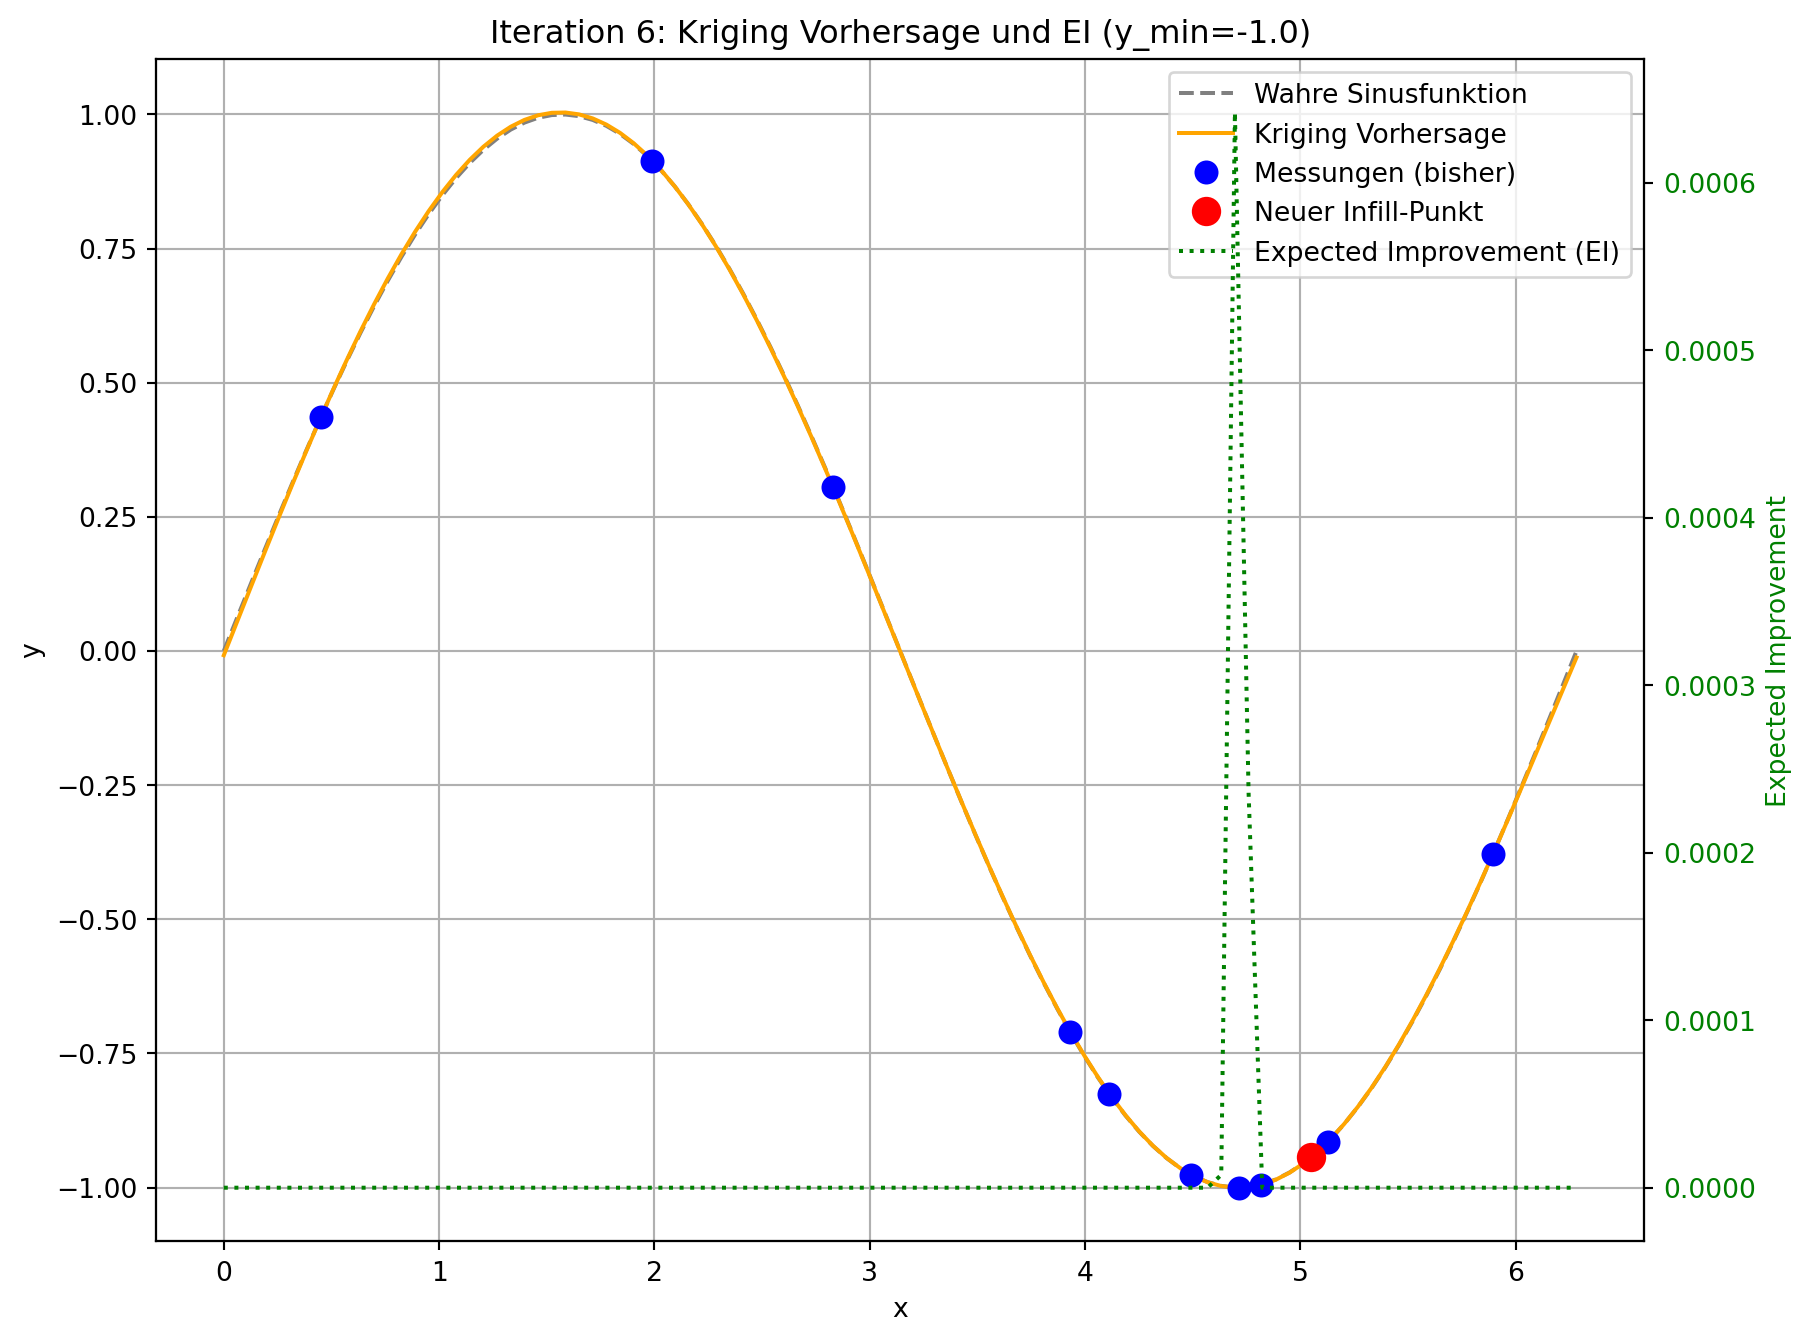 Iteration 6: Kriging Vorhersage und EI (y_min=-1.0)
Wahre Sinusfunktion
Kriging Vorhersage
Messungen (bisher)
Neuer Infill-Punkt
Expected Improvement (EI)
1.00
0.75
0.50
0.25
0.00
−0.25
−0.50
−0.75
−1.00
y
0.0006
0.0005
0.0004
0.0003
0.0002
0.0001
0.0000
Expected Improvement
0 1 2 3 4 5 6
x